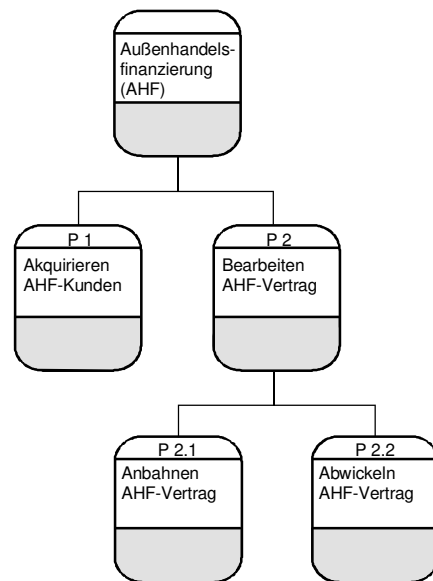 Außenhandels-
finanzierung
(AHF)
P 1
Akquirieren
AHF-Kunden
P 2
Bearbeiten
AHF-Vertrag
P 2.1
Anbahnen
AHF-Vertrag
P 2.2
Abwickeln
AHF-Vertrag